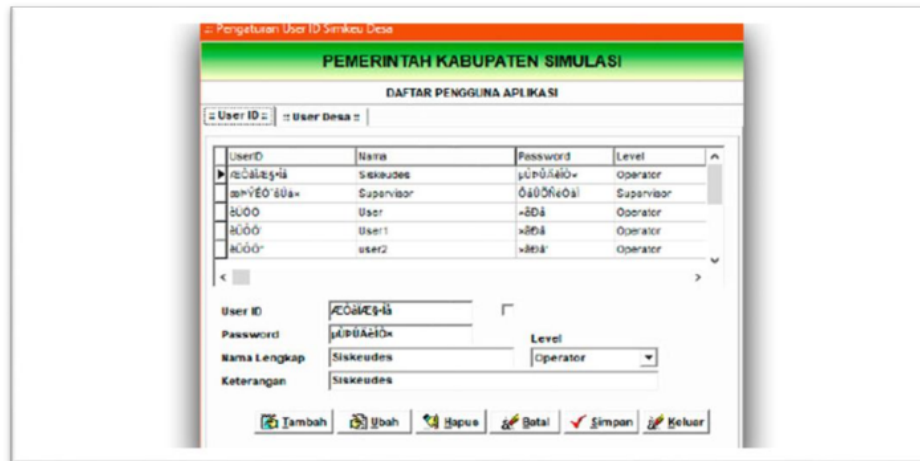 :: Pengaturan User ID Simkeu Desa
PEMERINTAH KABUPATEN SIMULASI
DAFTAR PENGGUNA APLIKASI
:: User ID :: :: User Desa ::
UserID Nama Password Level
Siskeudes Operator
Supervisor Supervisor
User Operator
User1 Operator
user2 Operator
User ID
Password Level
Nama Lengkap Siskeudes Operator
Keterangan Siskeudes
Tambah Ubah Hapus Batal Simpan Keluar